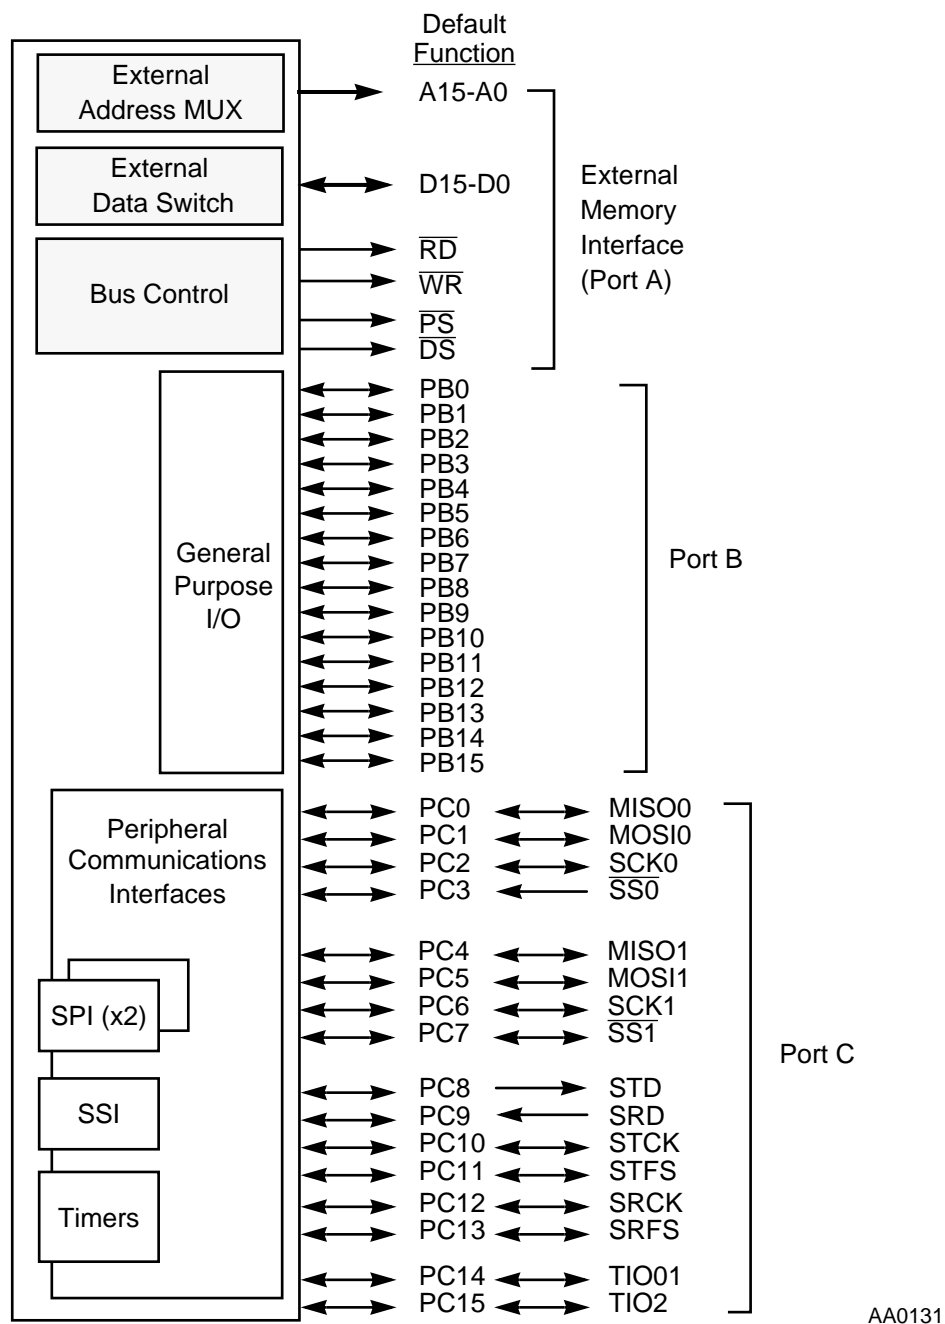 Default
Function
External
Address MUX
A15-A0
External
Data Switch
D15-D0
External
Memory
Interface
(Port A)
Bus Control
RD
WR
PS
DS
General
Purpose
I/O
PB0
PB1
PB2
PB3
PB4
PB5
PB6
PB7
PB8
PB9
PB10
PB11
PB12
PB13
PB14
PB15
Port B
Peripheral
Communications
Interfaces
SPI (x2)
SSI
Timers
PC0 MISO0
PC1 MOSI0
PC2 SCK0
PC3 SS0
PC4 MISO1
PC5 MOSI1
PC6 SCK1
PC7 SS1
PC8 STD
PC9 SRD
PC10 STCK
PC11 STFS
PC12 SRCK
PC13 SRFS
PC14 TIO01
PC15 TIO2
Port C
AA0131